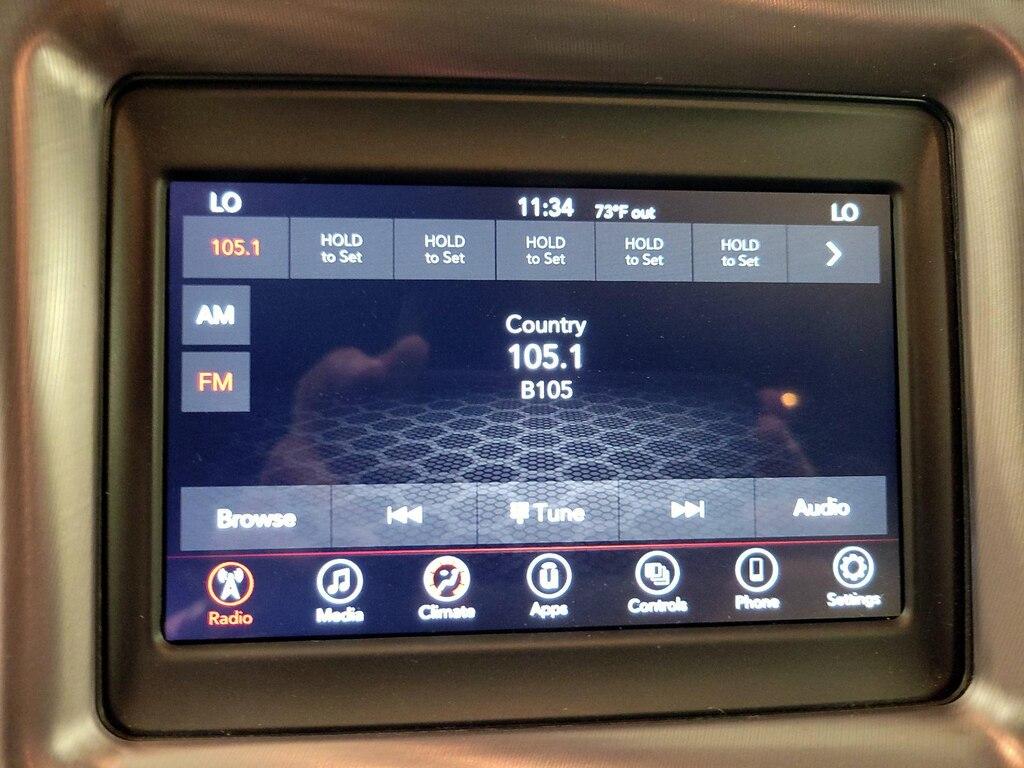 LO 11:34 73°F out LO
105.1 HOLD to Set HOLD to Set HOLD to Set HOLD to Set HOLD to Set
AM
FM
Country
105.1
B105
Browse Tune Audio
Radio Media Climate Apps Controls Phone Settings